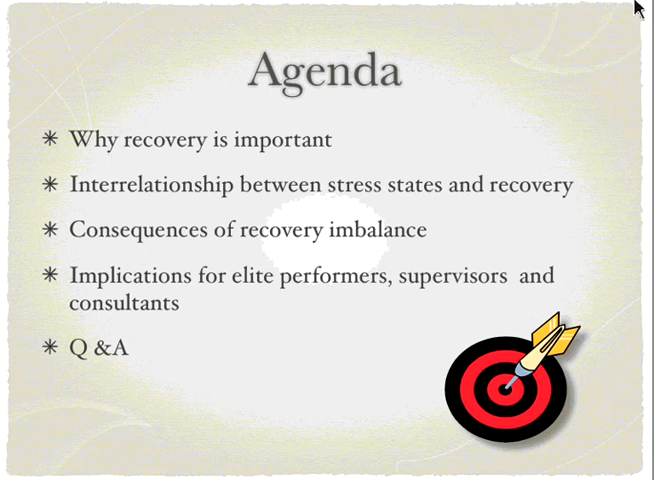 Agenda
Why recovery is important
Interrelationship between stress states and recovery
Consequences of recovery imbalance
Implications for elite performers, supervisors  and
consultants
Q &A